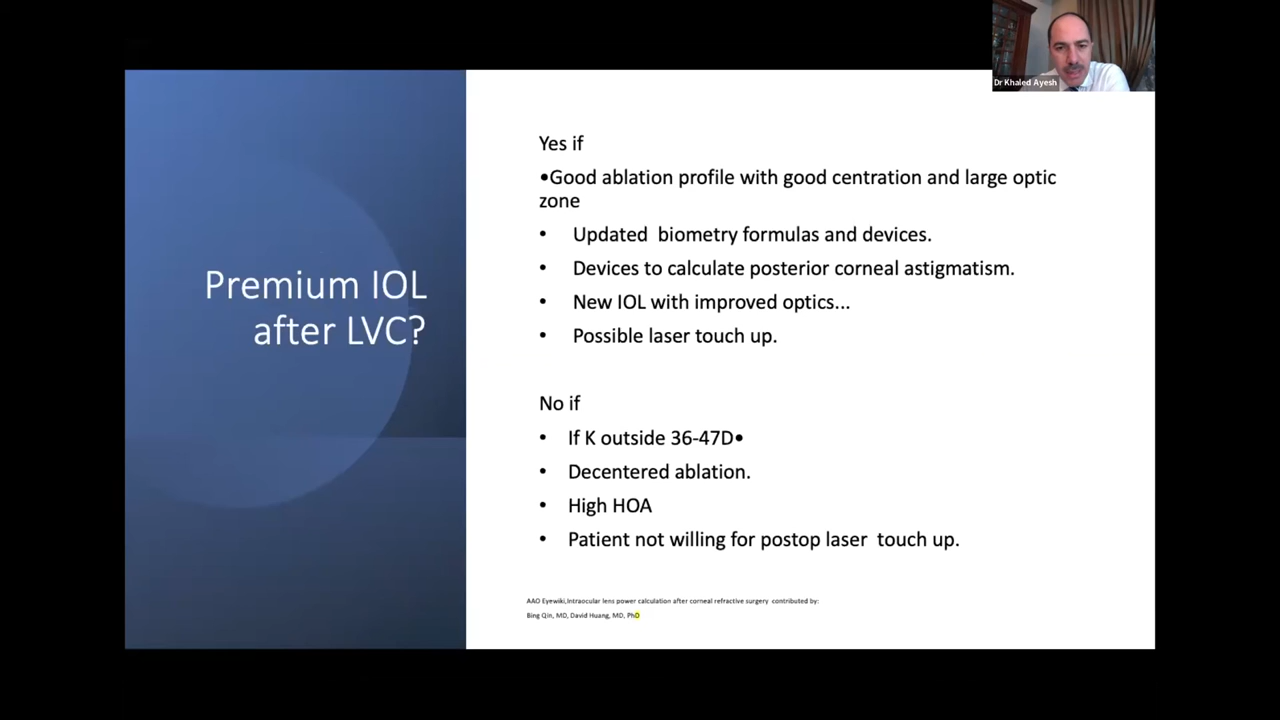 Dr Khaled Ayesh
Premium IOL
after LVC?
Yes if
•Good ablation profile with good centration and large optic
zone
• Updated  biometry formulas and devices.
• Devices to calculate posterior corneal astigmatism.
• New IOL with improved optics...
• Possible laser touch up.
No if
• If K outside 36-47D•
• Decentered ablation.
• High HOA
• Patient not willing for postop laser  touch up.
AAO Eyewiki,Intraocular lens power calculation after corneal refractive surgery  contributed by:
Bing Qin, MD, David Huang, MD, PhD